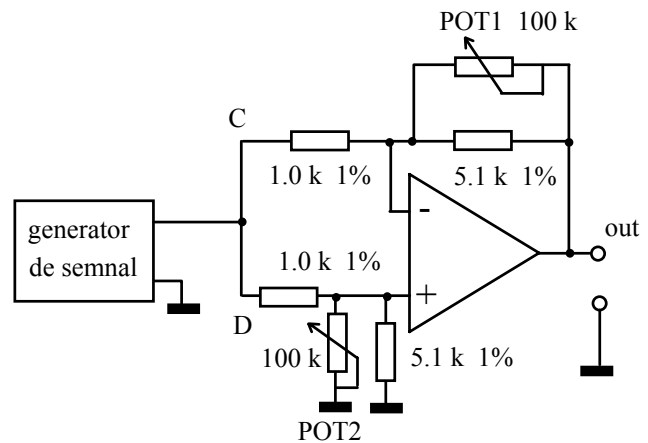 POT1 100 k
C
1.0 k 1%
5.1 k 1%
-
generator
de semnal
out
1.0 k 1%
+
D
100 k
5.1 k 1%
POT2